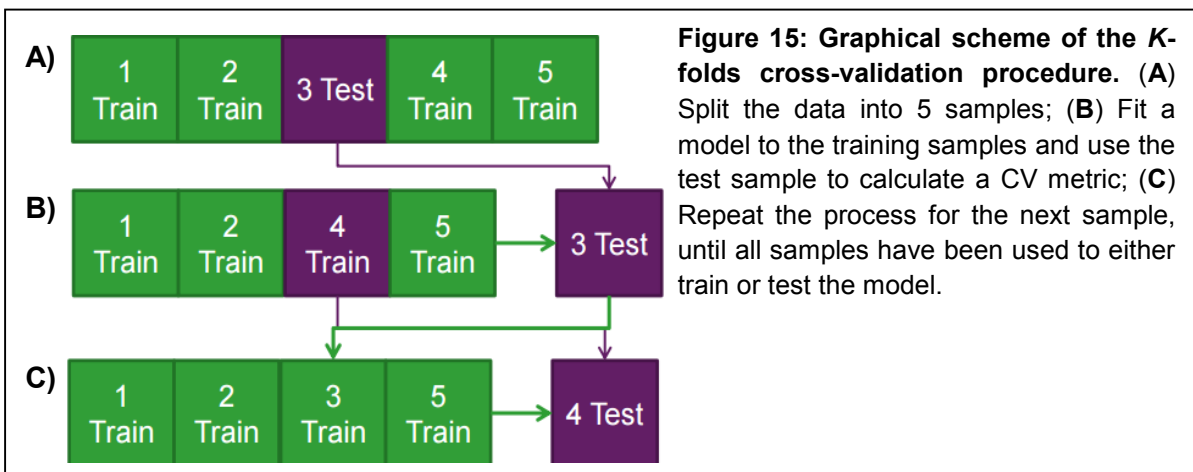 A)
1 Train
2 Train
3 Test
4 Train
5 Train
B)
1 Train
2 Train
4 Train
5 Train
3 Test
C)
1 Train
2 Train
3 Train
5 Train
4 Test
Figure 15: Graphical scheme of the K-
folds cross-validation procedure. (A)
Split the data into 5 samples; (B) Fit a
model to the training samples and use the
test sample to calculate a CV metric; (C)
Repeat the process for the next sample,
until all samples have been used to either
train or test the model.